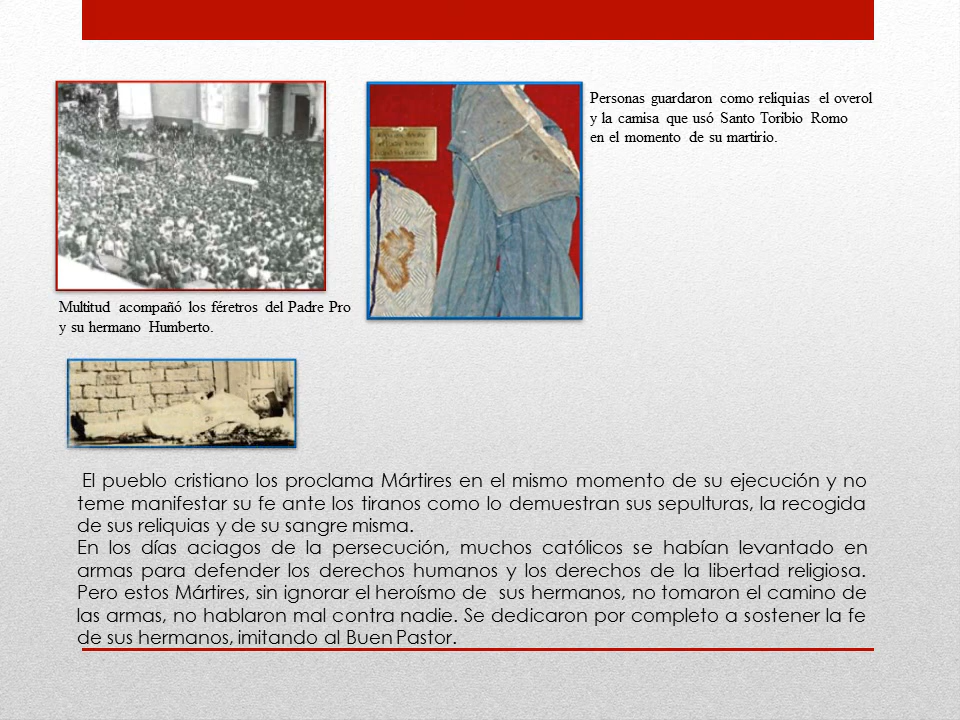 Personas guardaron como reliquias el overol
y la camisa que usó Santo Toribio Romo
en el momento de su martirio.
Multitud acompañó los féretros del Padre Pro
y su hermano Humberto.
El pueblo cristiano los proclama Mártires en el mismo momento de su ejecución y no
teme manifestar su fe ante los tiranos como lo demuestran sus sepulturas, la recogida
de sus reliquias y de su sangre misma.
En los días aciagos de la persecución, muchos católicos se habían levantado en
armas para defender los derechos humanos y los derechos de la libertad religiosa.
Pero estos Mártires, sin ignorar el heroísmo de sus hermanos, no tomaron el camino de
las armas, no hablaron mal contra nadie. Se dedicaron por completo a sostener la fe
de sus hermanos, imitando al Buen Pastor.